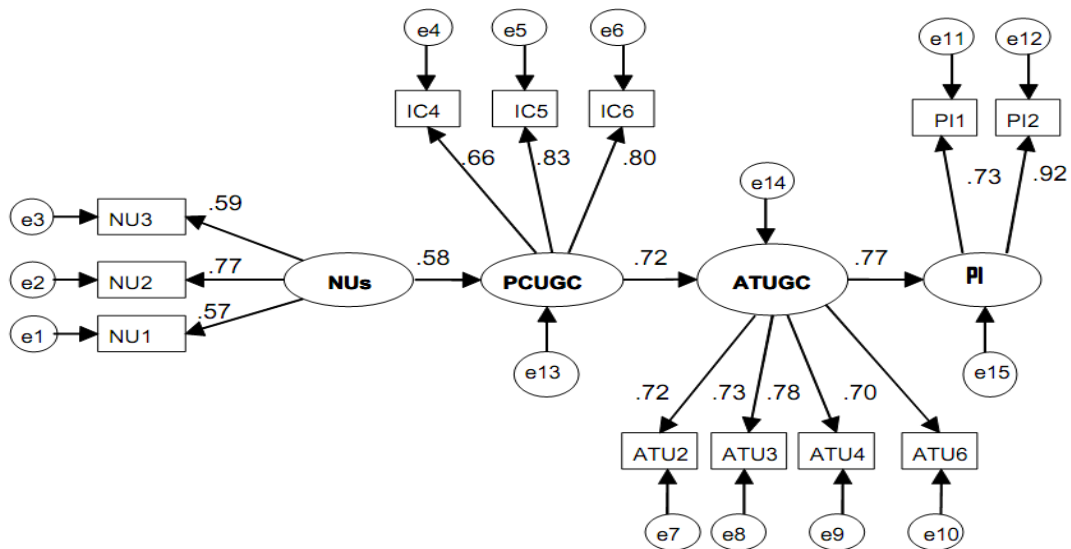 e4 e5 e6
e11 e12
IC4 IC5 IC6
PI1 PI2
.66 .83 .80
.73 .92
e14
e3 NU3 .59
e2 NU2 .77 NUs .58 PCUGC .72 ATUGC .77 PI
e1 NU1 .57
e13
e15
.72 .73 .78 .70
ATU2 ATU3 ATU4 ATU6
e7 e8 e9 e10